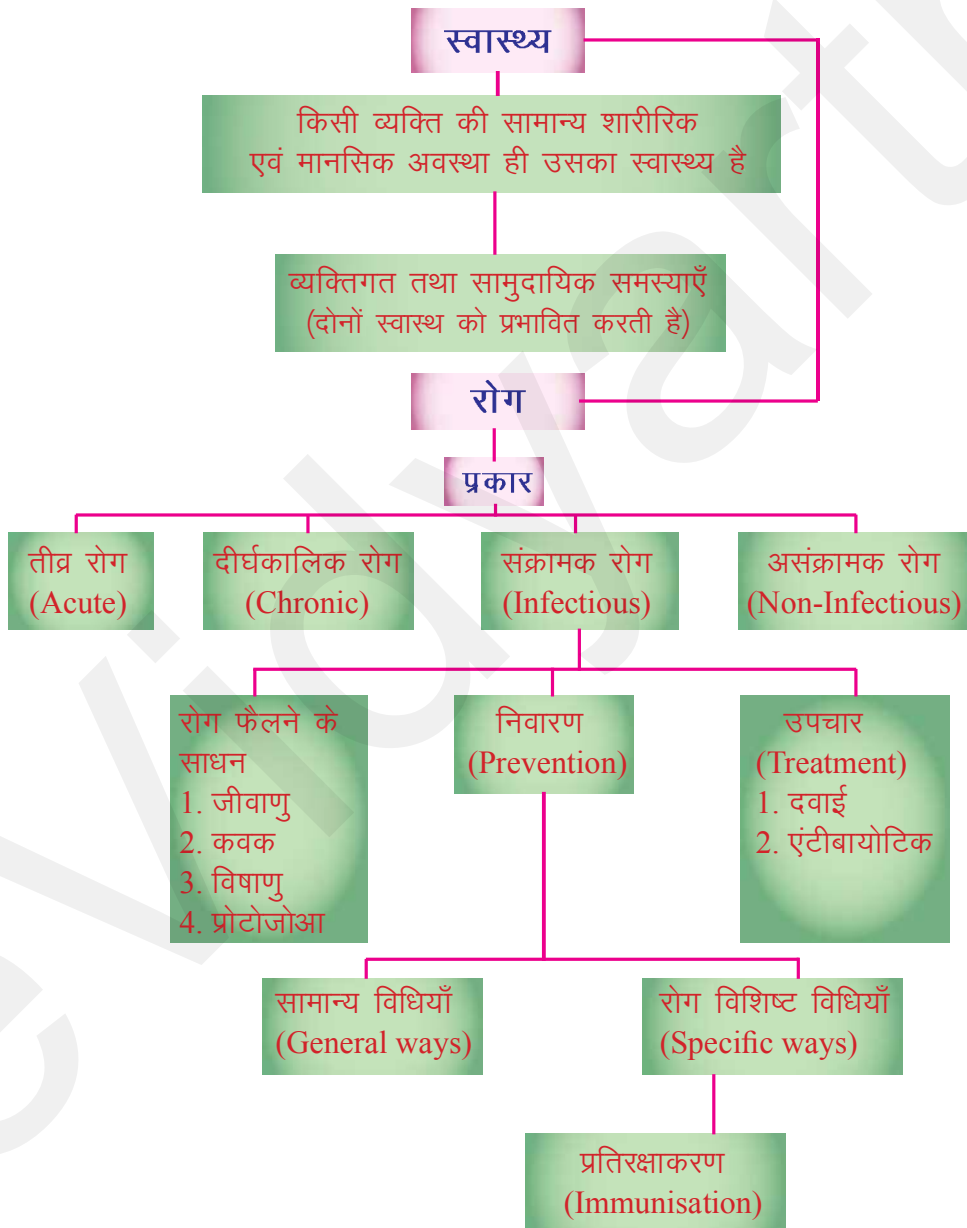 स्वास्थ्य
किसी व्यक्ति की सामान्य शारीरिक
एवं मानसिक अवस्था ही उसका स्वास्थ्य है
व्यक्तिगत तथा सामुदायिक समस्याएँ
(दोनों स्वास्थ को प्रभावित करती है)
रोग
प्रकार
तीव्र रोग
(Acute)
दीर्घकालिक रोग
(Chronic)
संक्रामक रोग
(Infectious)
असंक्रामक रोग
(Non-Infectious)
रोग फैलने के
साधन
1. जीवाणु
2. कवक
3. विषाणु
4. प्रोटोजोआ
निवारण
(Prevention)
उपचार
(Treatment)
1. दवाई
2. एंटीबायोटिक
सामान्य विधियाँ
(General ways)
रोग विशिष्ट विधियाँ
(Specific ways)
प्रतिरक्षाकरण
(Immunisation)
eVidyarth